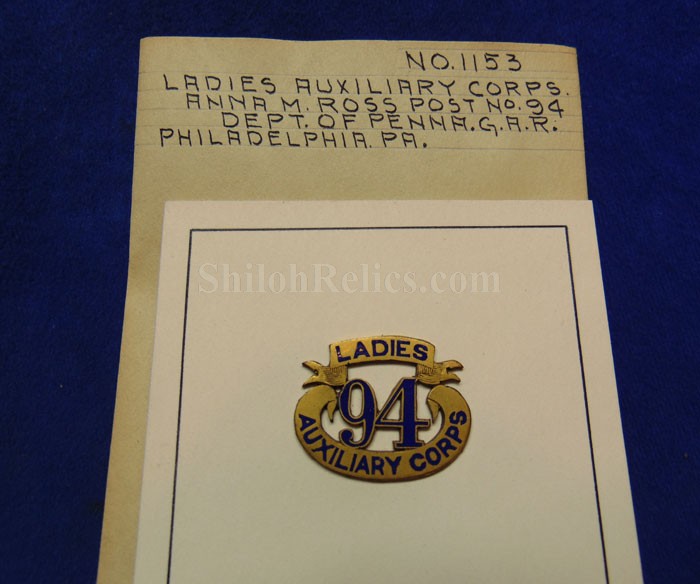 NO. 1153
LADIES AUXILIARY CORPS.
ANNA M. ROSS POST NO. 94
DEPT. OF PENNA. G.A.R.
PHILADELPHIA. PA.
ShilohRelics.com
LADIES
94
AUXILIARY CORPS